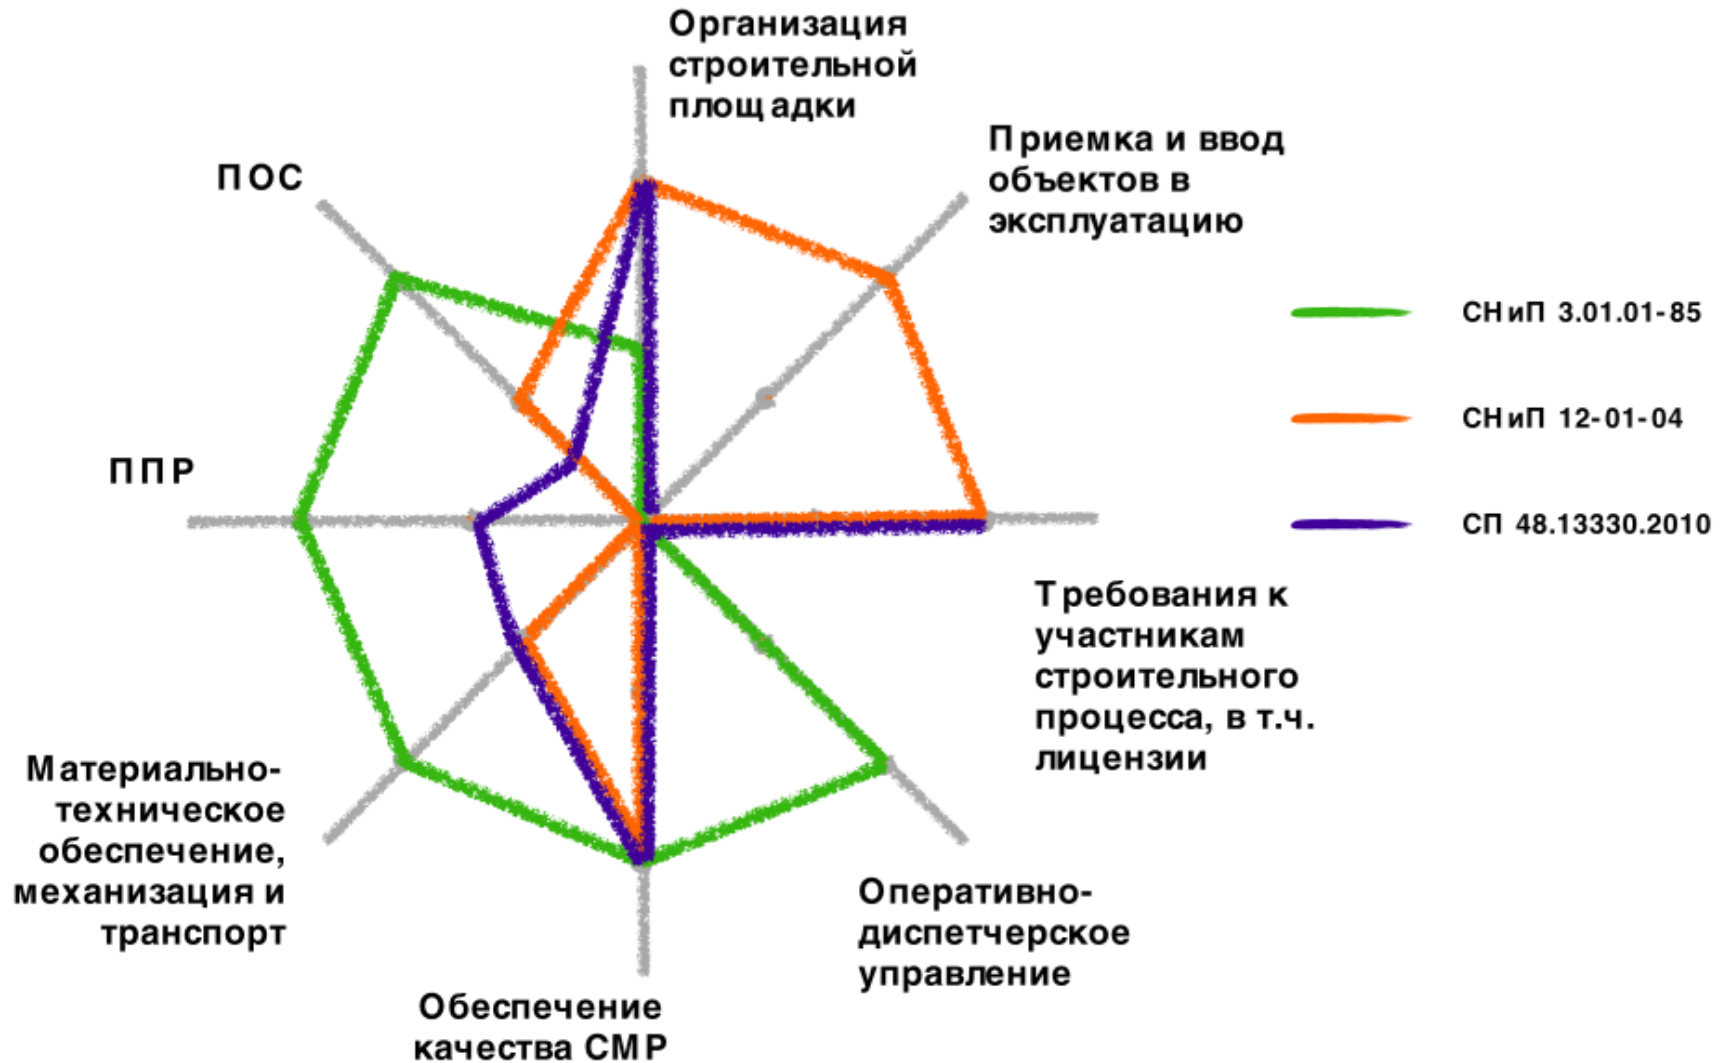 Организация
строительной
площадки
Приемка и ввод
объектов в
эксплуатацию
ПОС
СНиП 3.01.01-85
СНиП 12-01-04
СП 48.13330.2010
ППР
Требования к
участникам
строительного
процесса, в т.ч.
лицензии
Материально-
техническое
обеспечение,
механизация и
транспорт
Оперативно-
диспетчерское
управление
Обеспечение
качества СМР